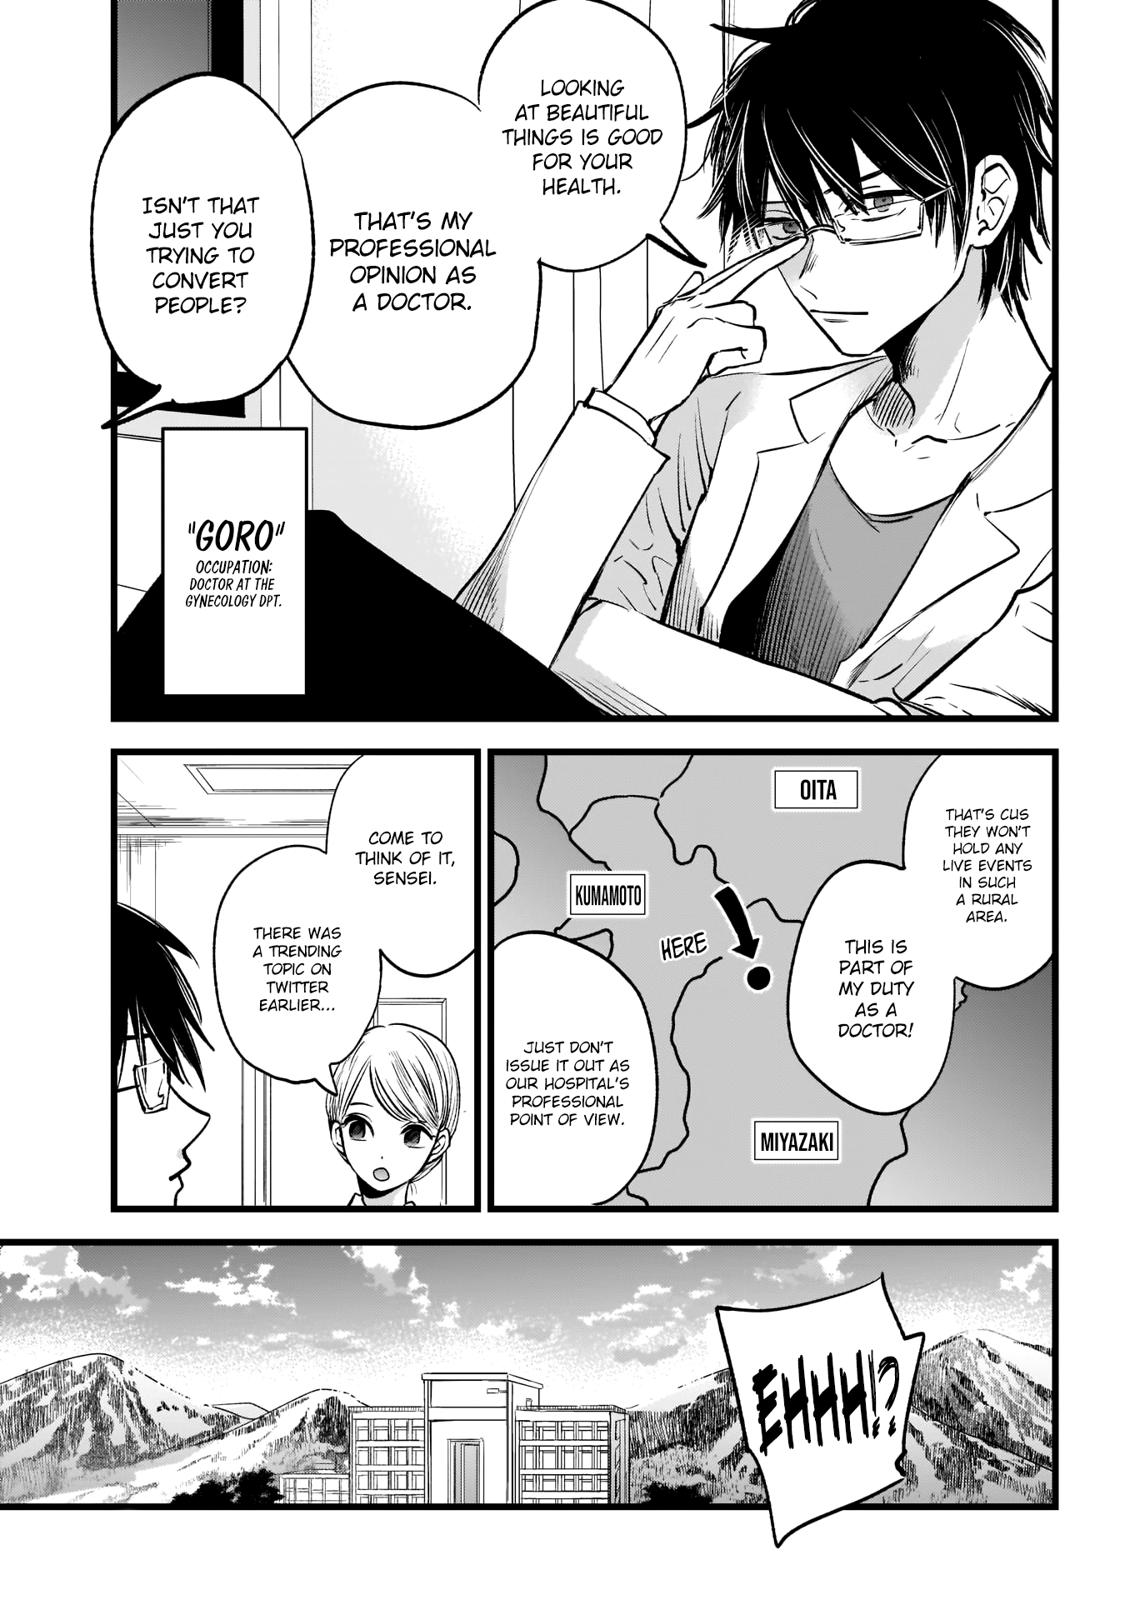 LOOKING
AT BEAUTIFUL
THINGS IS GOOD
FOR YOUR
HEALTH.
THAT'S MY
PROFESSIONAL
OPINION AS
A DOCTOR.
ISN'T THAT
JUST YOU
TRYING TO
CONVERT
PEOPLE?
"GORO"
OCCUPATION:
DOCTOR AT THE
GYNECOLOGY DPT.
THAT'S CUS
THEY WON'T
HOLD ANY
LIVE EVENTS
IN SUCH
A RURAL
AREA.
THIS IS
PART OF
MY DUTY
AS A
DOCTOR!
OITA
KUMAMOTO
HERE
MIYAZAKI
JUST DON'T
ISSUE IT OUT AS
OUR HOSPITAL'S
PROFESSIONAL
POINT OF VIEW.
COME TO
THINK OF IT,
SENSEI.
THERE WAS
A TRENDING
TOPIC ON
TWITTER
EARLIER...
EHHH!?